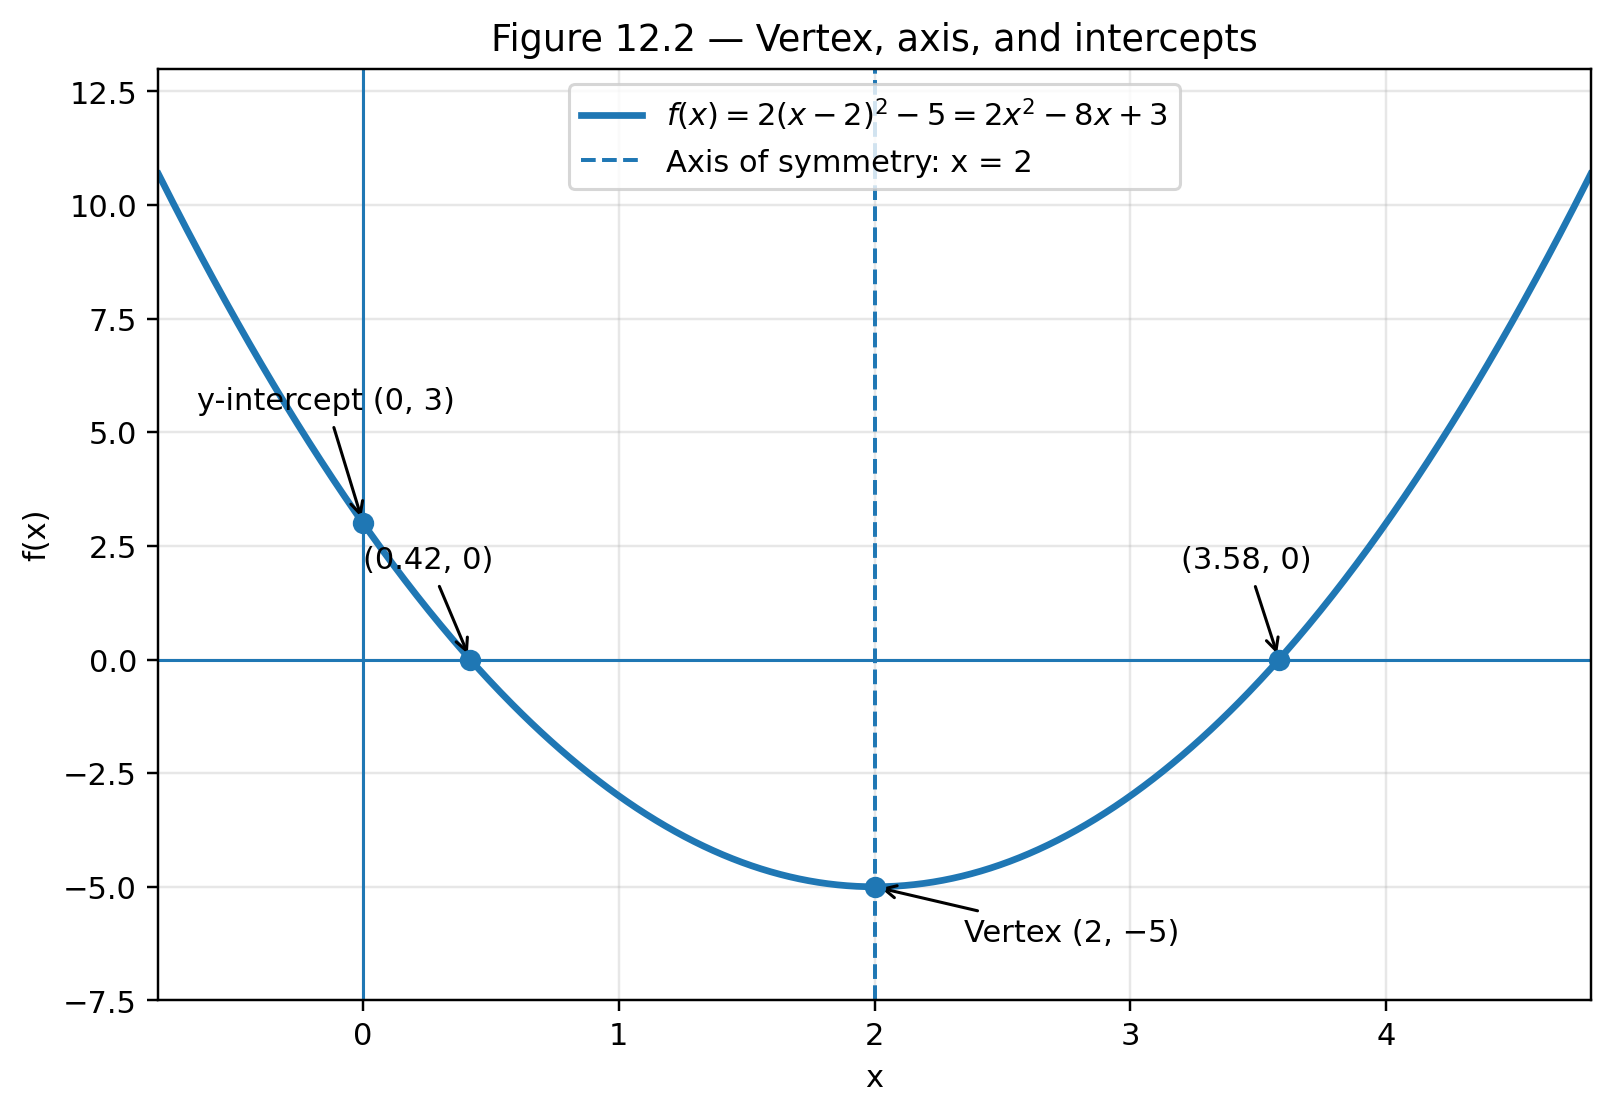 Figure 12.2 — Vertex, axis, and intercepts
f(x) = 2(x − 2)² − 5 = 2x² − 8x + 3
Axis of symmetry: x = 2
12.5
10.0
7.5
5.0
2.5
0.0
−2.5
−5.0
−7.5
f(x)
y-intercept (0, 3)
(0.42, 0)
(3.58, 0)
Vertex (2, −5)
0
1
2
3
4
x